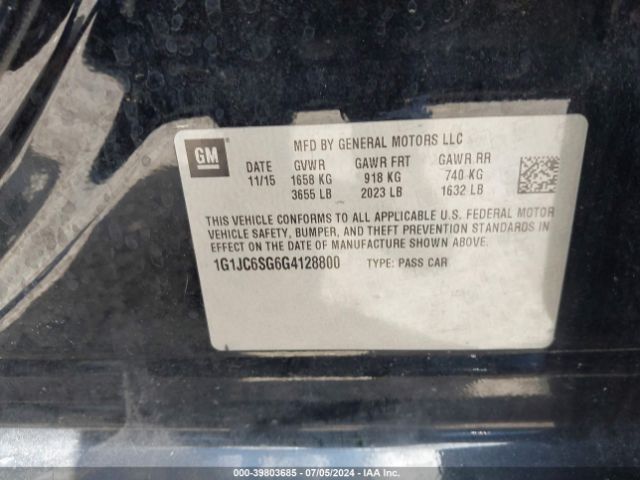 GM
MFD BY GENERAL MOTORS LLC
DATE GVWR GAWR FRT GAWR RR
11/15 1658 KG 918 KG 740 KG
3655 LB 2023 LB 1632 LB
THIS VEHICLE CONFORMS TO ALL APPLICABLE U.S. FEDERAL MOTOR
VEHICLE SAFETY, BUMPER, AND THEFT PREVENTION STANDARDS IN
EFFECT ON THE DATE OF MANUFACTURE SHOWN ABOVE.
1G1JC6SG6G4128800 TYPE: PASS CAR
000-39803685 - 07/05/2024 - IAA Inc.